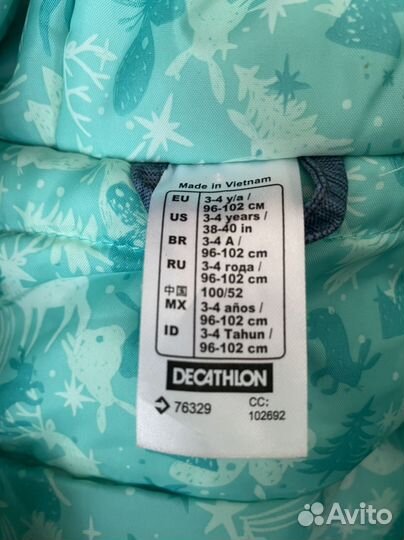 Made in Vietnam
EU 3-4 y/a /
96-102 CM
US 3-4 years /
38-40 in
BR 3-4 A /
96-102 cm
RU 3-4 года /
96-102 cm
中国 100/52
MX 3-4 años /
96-102 cm
ID 3-4 Tahun /
96-102 cm
DECATHLON
76329 CC:
102692
Avito